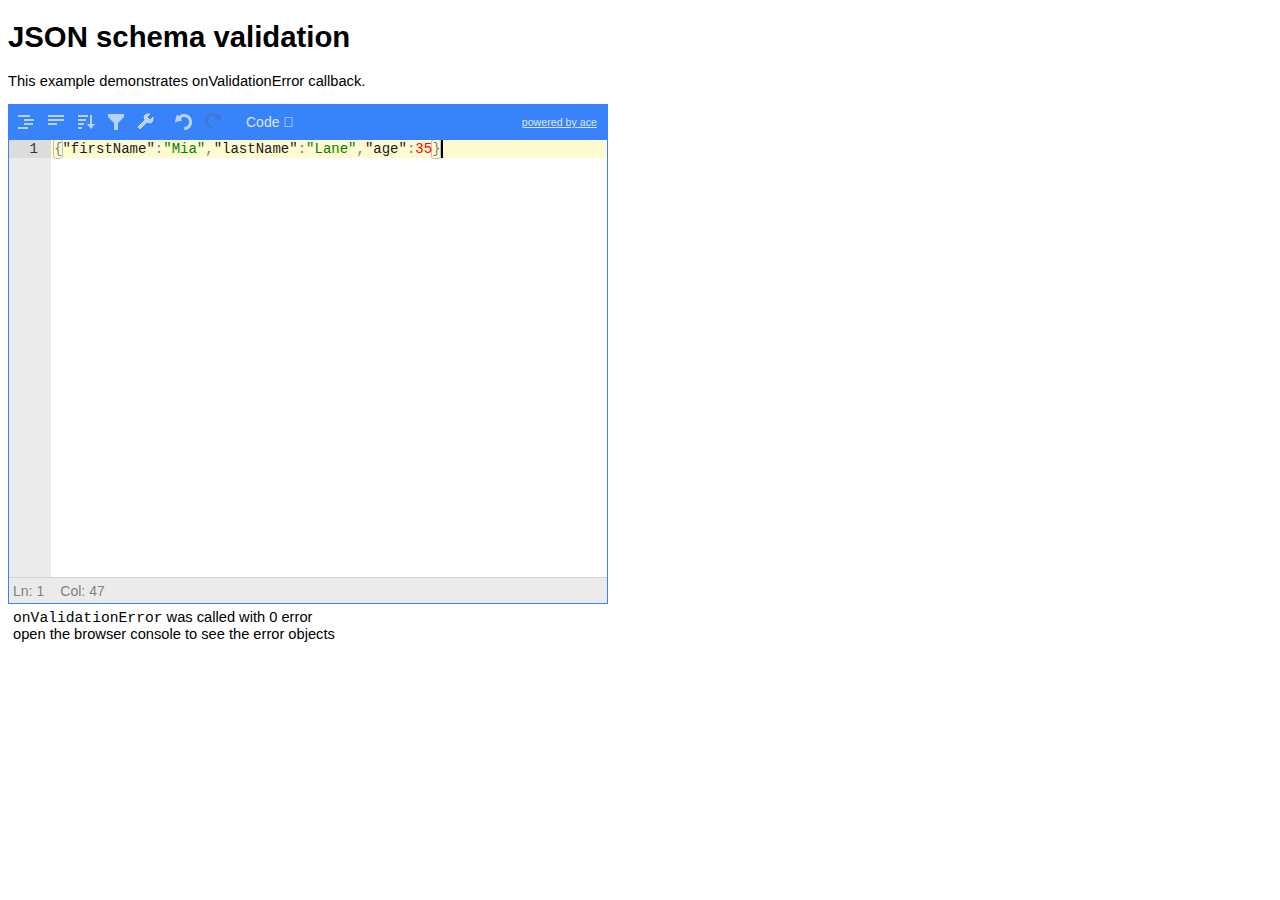 JSON schema validation
This example demonstrates onValidationError callback.
Code powered by ace
1 {"firstName":"Mia","lastName":"Lane","age":35}
Ln: 1 Col: 47
onValidationError was called with 0 error
open the browser console to see the error objects